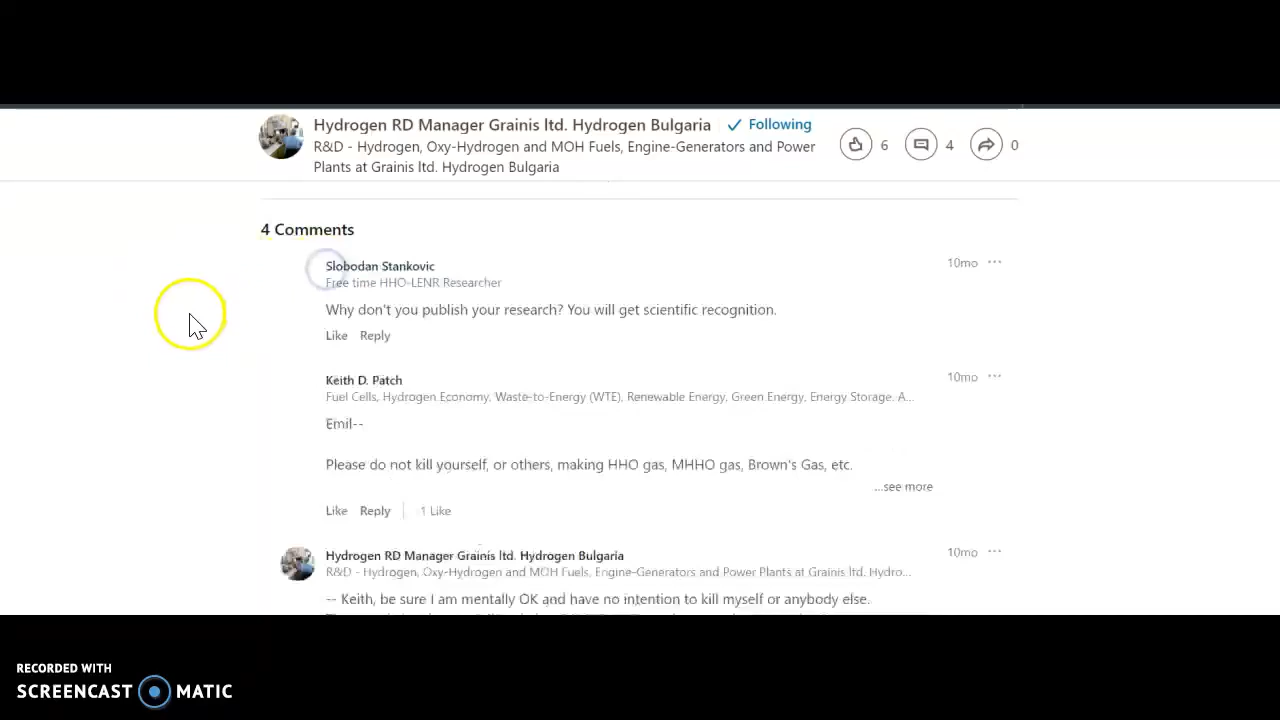 Hydrogen RD Manager Grainis ltd. Hydrogen Bulgaria ✓ Following
R&D - Hydrogen, Oxy-Hydrogen and MOH Fuels, Engine-Generators and Power
Plants at Grainis ltd. Hydrogen Bulgaria
6 4 0
4 Comments
Slobodan Stankovic 10mo ···
Free time HHO-LENR Researcher
Why don't you publish your research? You will get scientific recognition.
Like Reply
Keith D. Patch 10mo ···
Fuel Cells, Hydrogen Economy, Waste-to-Energy (WTE), Renewable Energy, Green Energy, Energy Storage, A...
Emil--
Please do not kill yourself, or others, making HHO gas, MHHO gas, Brown's Gas, etc.
...see more
Like Reply 1 Like
Hydrogen RD Manager Grainis ltd. Hydrogen Bulgaria 10mo ···
R&D - Hydrogen, Oxy-Hydrogen and MOH Fuels, Engine-Generators and Power Plants at Grainis ltd. Hydro...
-- Keith, be sure I am mentally OK and have no intention to kill myself or anybody else.
RECORDED WITH
SCREENCAST MATIC